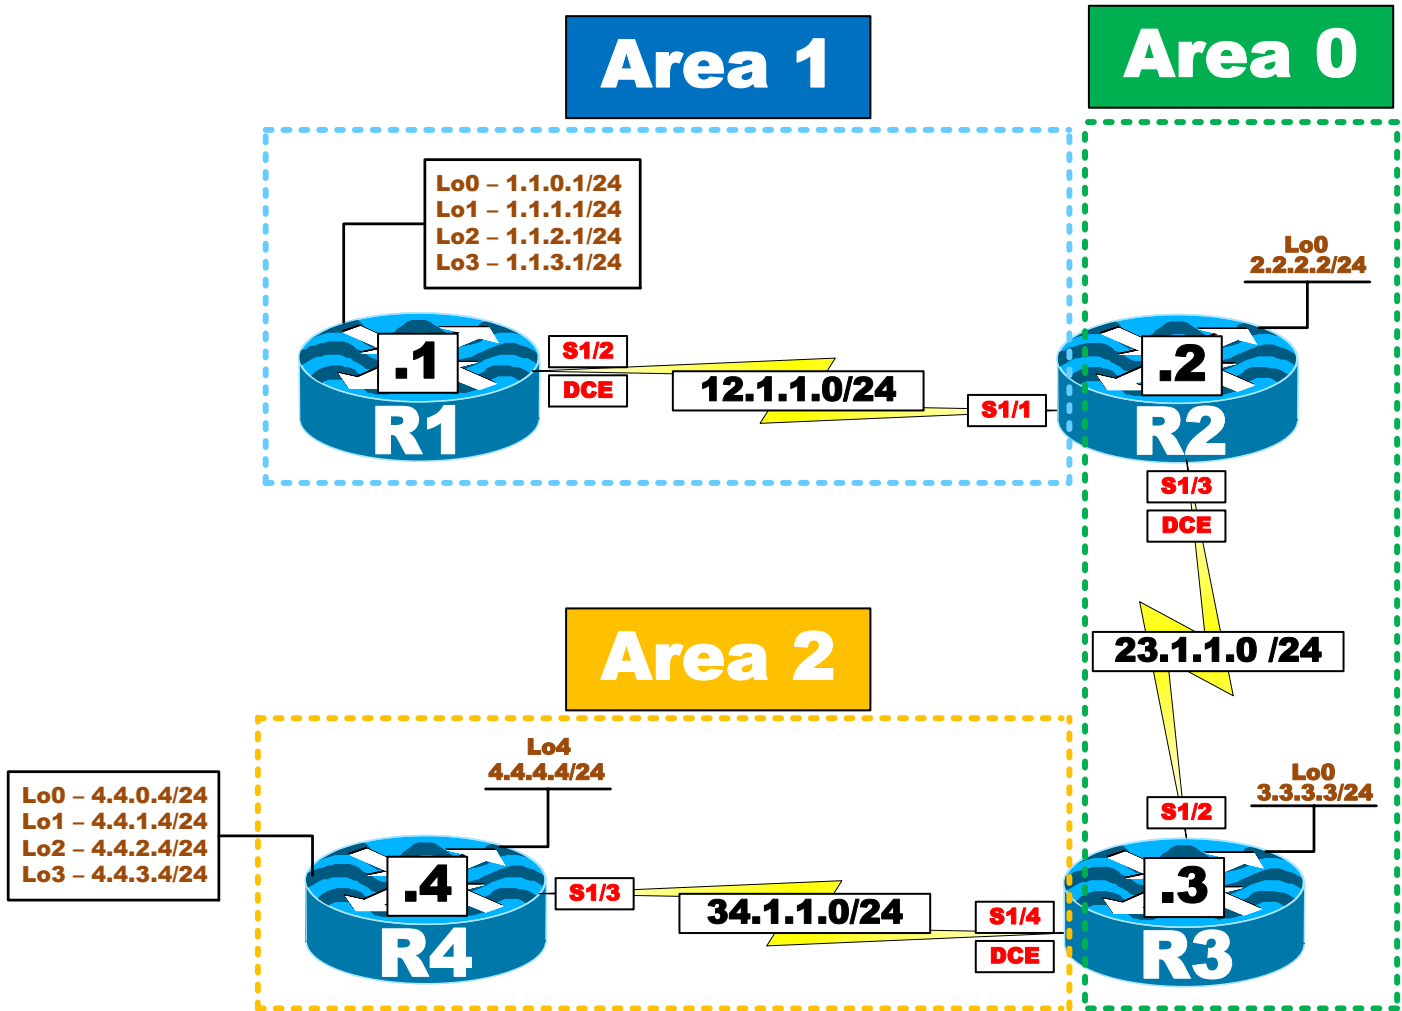 Area 1
Area 0
Lo0 – 1.1.0.1/24
Lo1 – 1.1.1.1/24
Lo2 – 1.1.2.1/24
Lo3 – 1.1.3.1/24
Lo0
2.2.2.2/24
.1
R1
S1/2
DCE
12.1.1.0/24
S1/1
.2
R2
S1/3
DCE
23.1.1.0 /24
Area 2
Lo4
4.4.4.4/24
Lo0 – 4.4.0.4/24
Lo1 – 4.4.1.4/24
Lo2 – 4.4.2.4/24
Lo3 – 4.4.3.4/24
S1/2
Lo0
3.3.3.3/24
.4
R4
S1/3
34.1.1.0/24
S1/4
DCE
.3
R3